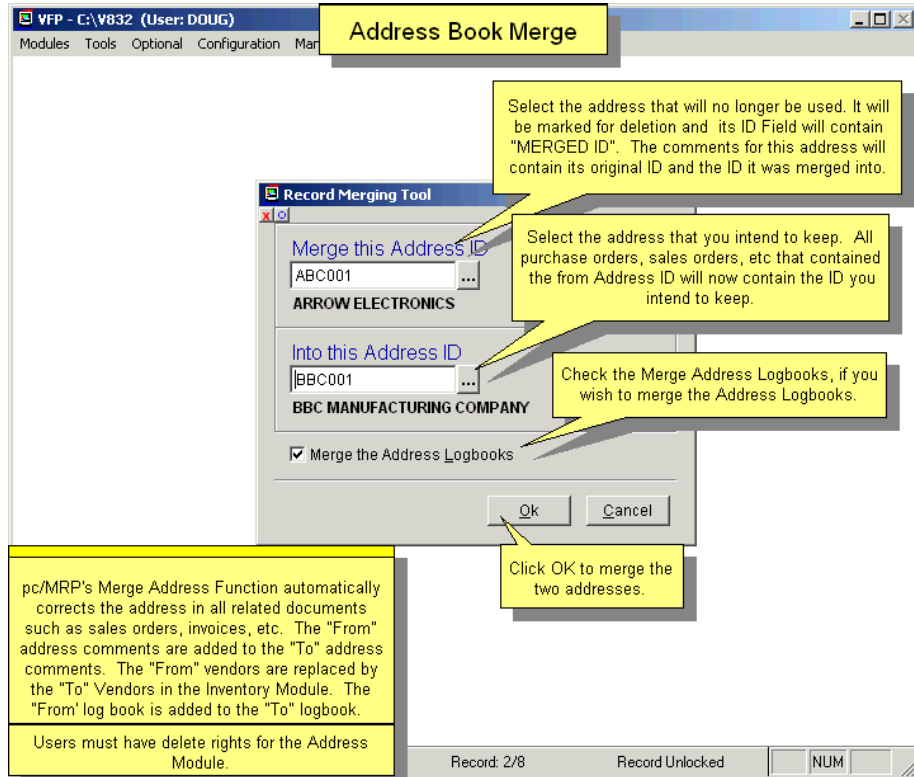 VFP - C:\V832 (User: DOUG)
Address Book Merge
Modules Tools Optional Configuration
Select the address that will no longer be used. It will
be marked for deletion and its ID Field will contain
"MERGED ID". The comments for this address will
contain its original ID and the ID it was merged into.
Record Merging Tool
Merge this Address ID
ABC001
...
ARROW ELECTRONICS
Select the address that you intend to keep. All
purchase orders, sales orders, etc that contained
the from Address ID will now contain the ID you
intend to keep.
Into this Address ID
BBC001
...
BBC MANUFACTURING COMPANY
Check the Merge Address Logbooks, if you
wish to merge the Address Logbooks.
Merge the Address Logbooks
Ok
Cancel
Click OK to merge the
two addresses.
pc/MRP's Merge Address Function automatically
corrects the address in all related documents
such as sales orders, invoices, etc. The "From"
address comments are added to the "To" address
comments. The "From" vendors are replaced by
the "To" Vendors in the Inventory Module. The
"From' log book is added to the "To" logbook.
Users must have delete rights for the Address
Module.
Record: 2/8
Record Unlocked
NUM